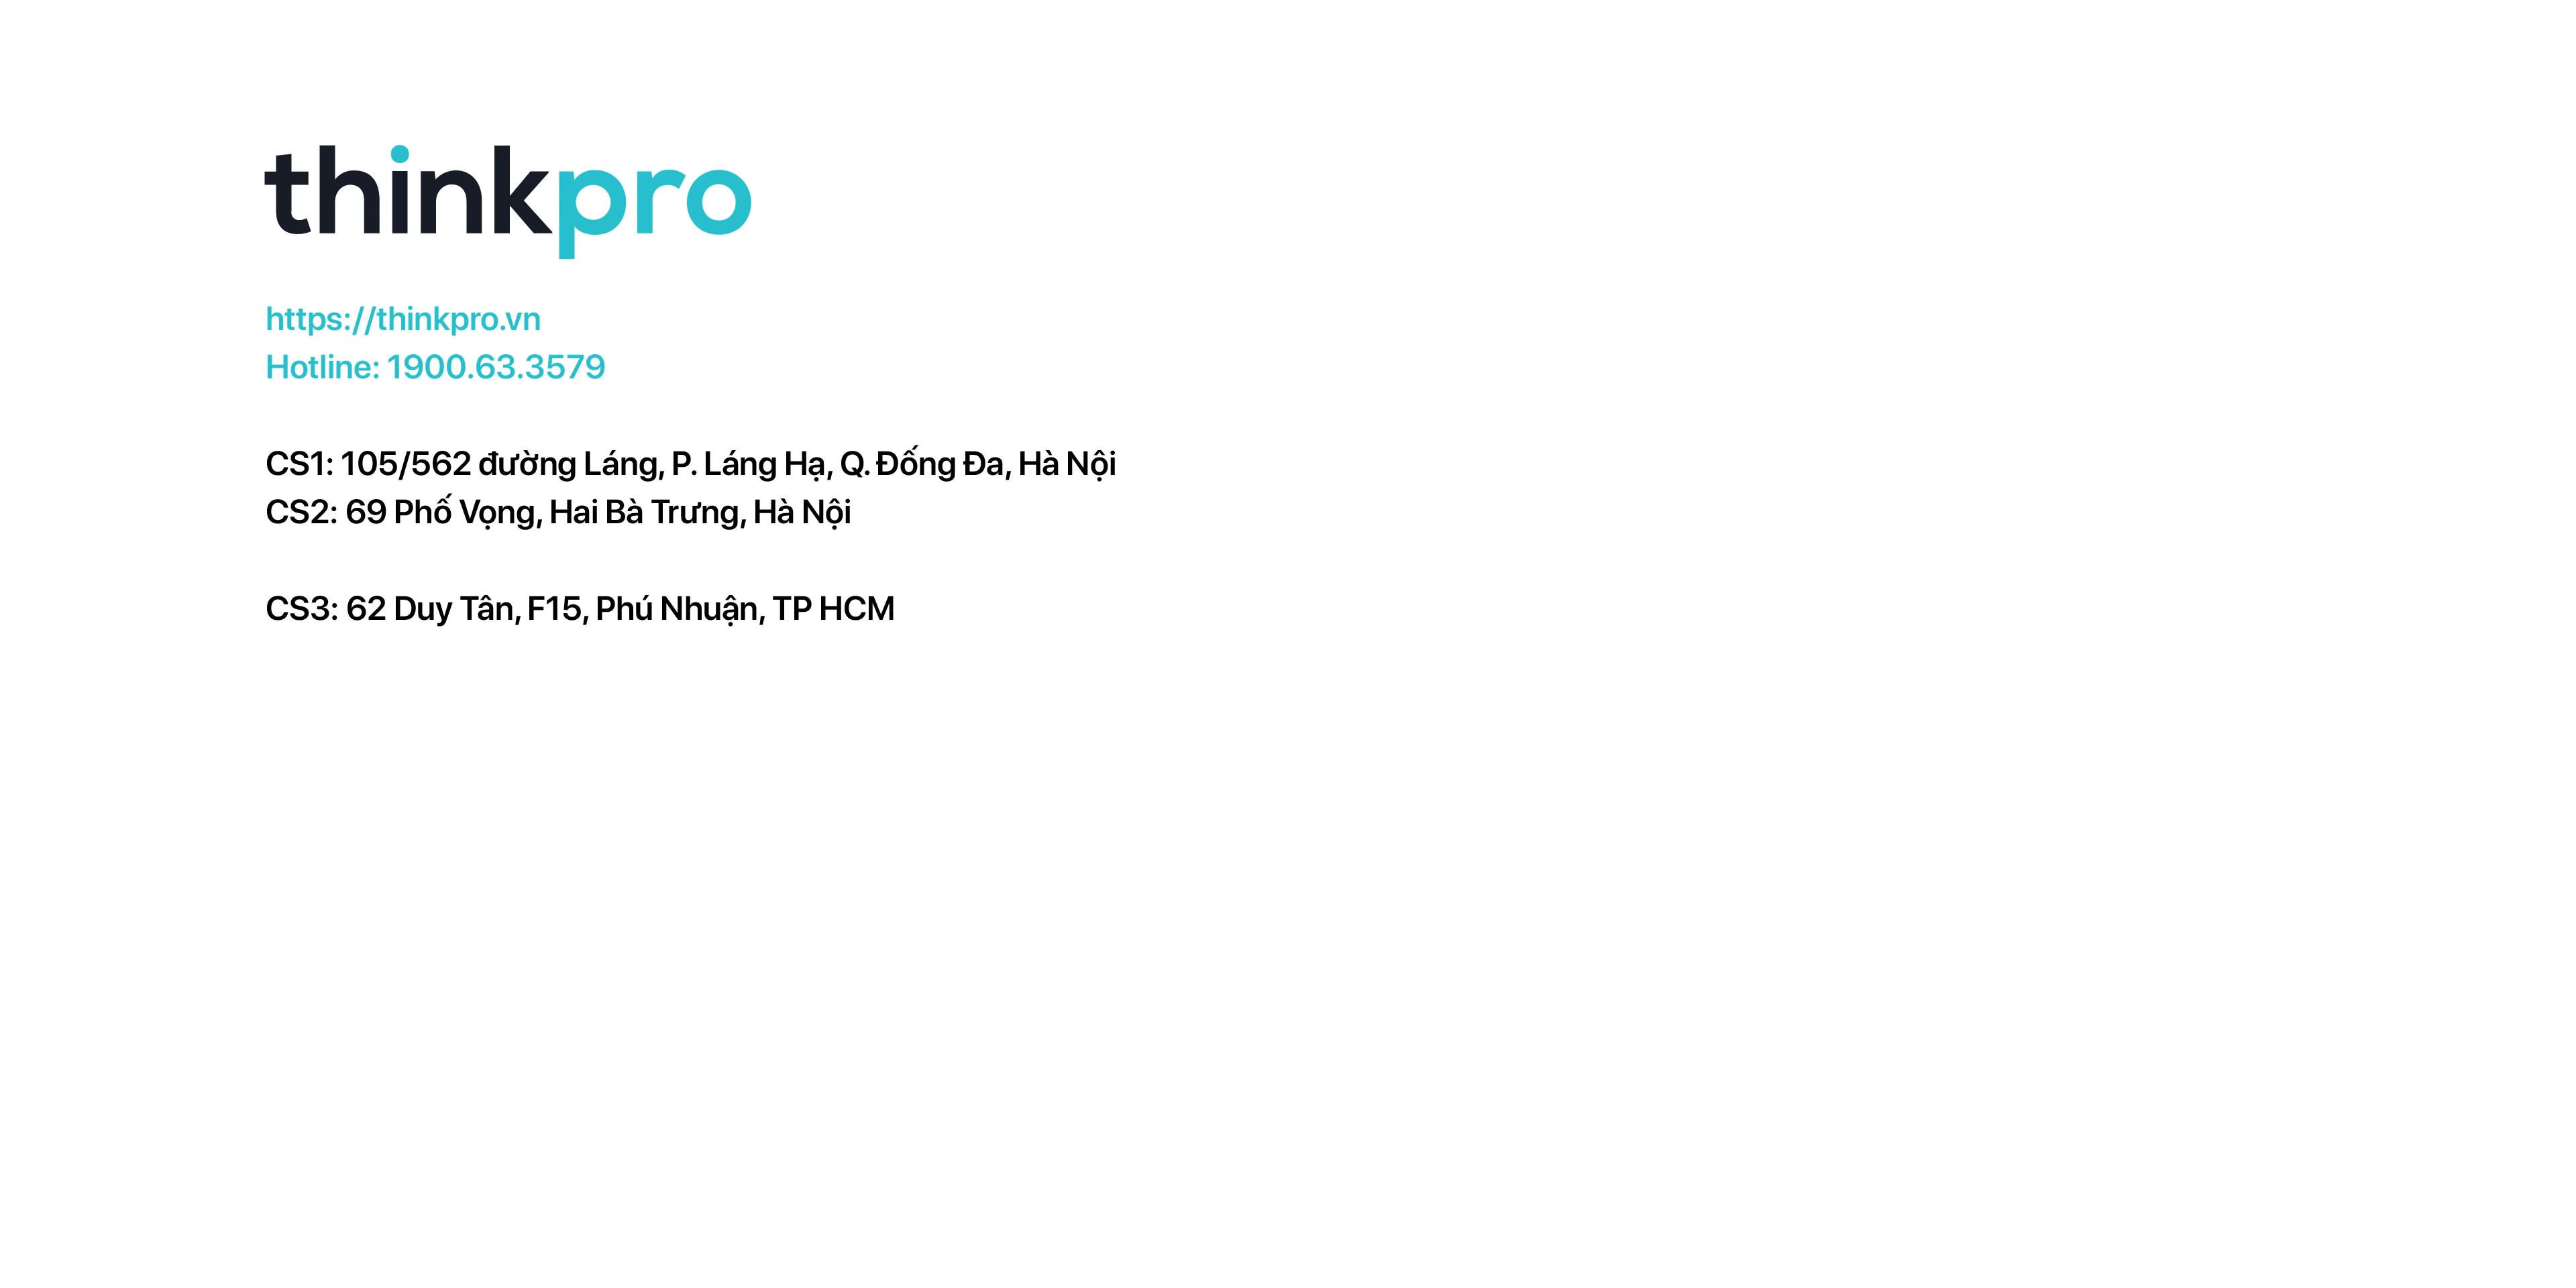 thinkpro
https://thinkpro.vn
Hotline: 1900.63.3579
CS1: 105/562 đường Láng, P. Láng Hạ, Q. Đống Đa, Hà Nội
CS2: 69 Phố Vọng, Hai Bà Trưng, Hà Nội
CS3: 62 Duy Tân, F15, Phú Nhuận, TP HCM